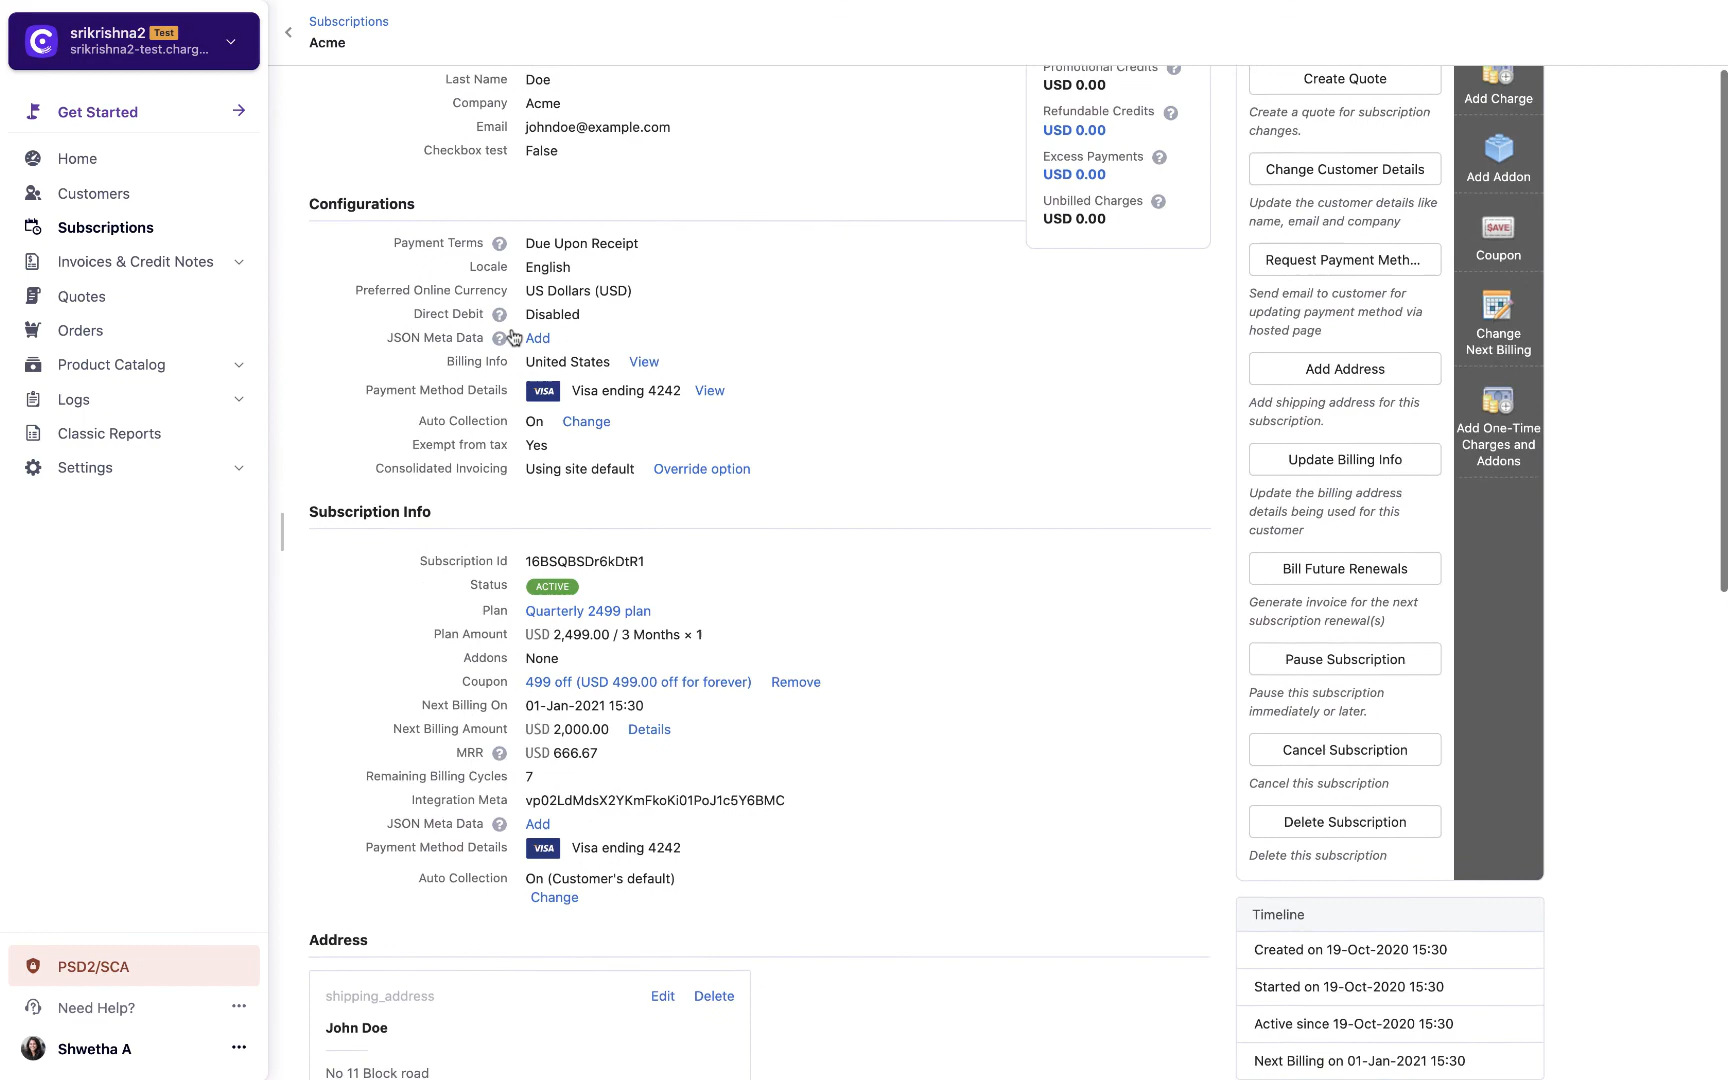 srikrishna2 Test
srikrishna2-test.charg...
Get Started
Home
Customers
Subscriptions
Invoices & Credit Notes
Quotes
Orders
Product Catalog
Logs
Classic Reports
Settings
PSD2/SCA
Need Help?
Shwetha A
Subscriptions
Acme
Last Name Doe
Company Acme
Email johndoe@example.com
Checkbox test False
Promotional Credits ?
USD 0.00
Refundable Credits ?
USD 0.00
Excess Payments ?
USD 0.00
Unbilled Charges ?
USD 0.00
Configurations
Payment Terms ? Due Upon Receipt
Locale English
Preferred Online Currency US Dollars (USD)
Direct Debit ? Disabled
JSON Meta Data ? Add
Billing Info United States View
Payment Method Details VISA Visa ending 4242 View
Auto Collection On Change
Exempt from tax Yes
Consolidated Invoicing Using site default Override option
Subscription Info
Subscription Id 16BSQBSDr6kDtR1
Status ACTIVE
Plan Quarterly 2499 plan
Plan Amount USD 2,499.00 / 3 Months × 1
Addons None
Coupon 499 off (USD 499.00 off for forever) Remove
Next Billing On 01-Jan-2021 15:30
Next Billing Amount USD 2,000.00 Details
MRR ? USD 666.67
Remaining Billing Cycles 7
Integration Meta vp02LdMdsX2YKmFkoKi01PoJ1c5Y6BMC
JSON Meta Data ? Add
Payment Method Details VISA Visa ending 4242
Auto Collection On (Customer's default)
Change
Address
shipping_address Edit Delete
John Doe
No 11 Block road
Create Quote
Create a quote for subscription
changes.
Change Customer Details
Update the customer details like
name, email and company
Request Payment Meth...
Send email to customer for
updating payment method via
hosted page
Add Address
Add shipping address for this
subscription.
Update Billing Info
Update the billing address
details being used for this
customer
Bill Future Renewals
Generate invoice for the next
subscription renewal(s)
Pause Subscription
Pause this subscription
immediately or later.
Cancel Subscription
Cancel this subscription
Delete Subscription
Delete this subscription
Add Charge
Add Addon
$AVE
Coupon
Change
Next Billing
Add One-Time
Charges and
Addons
Timeline
Created on 19-Oct-2020 15:30
Started on 19-Oct-2020 15:30
Active since 19-Oct-2020 15:30
Next Billing on 01-Jan-2021 15:30